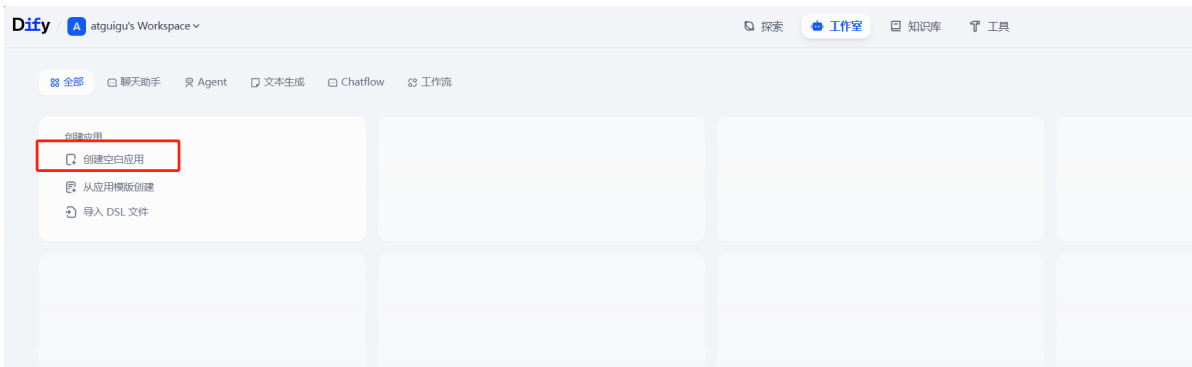 Dify / A atguigu's Workspace 探索 工作室 知识库 工具
全部 聊天助手 Agent 文本生成 Chatflow 工作流
创建应用
创建空白应用
从应用模版创建
导入 DSL 文件